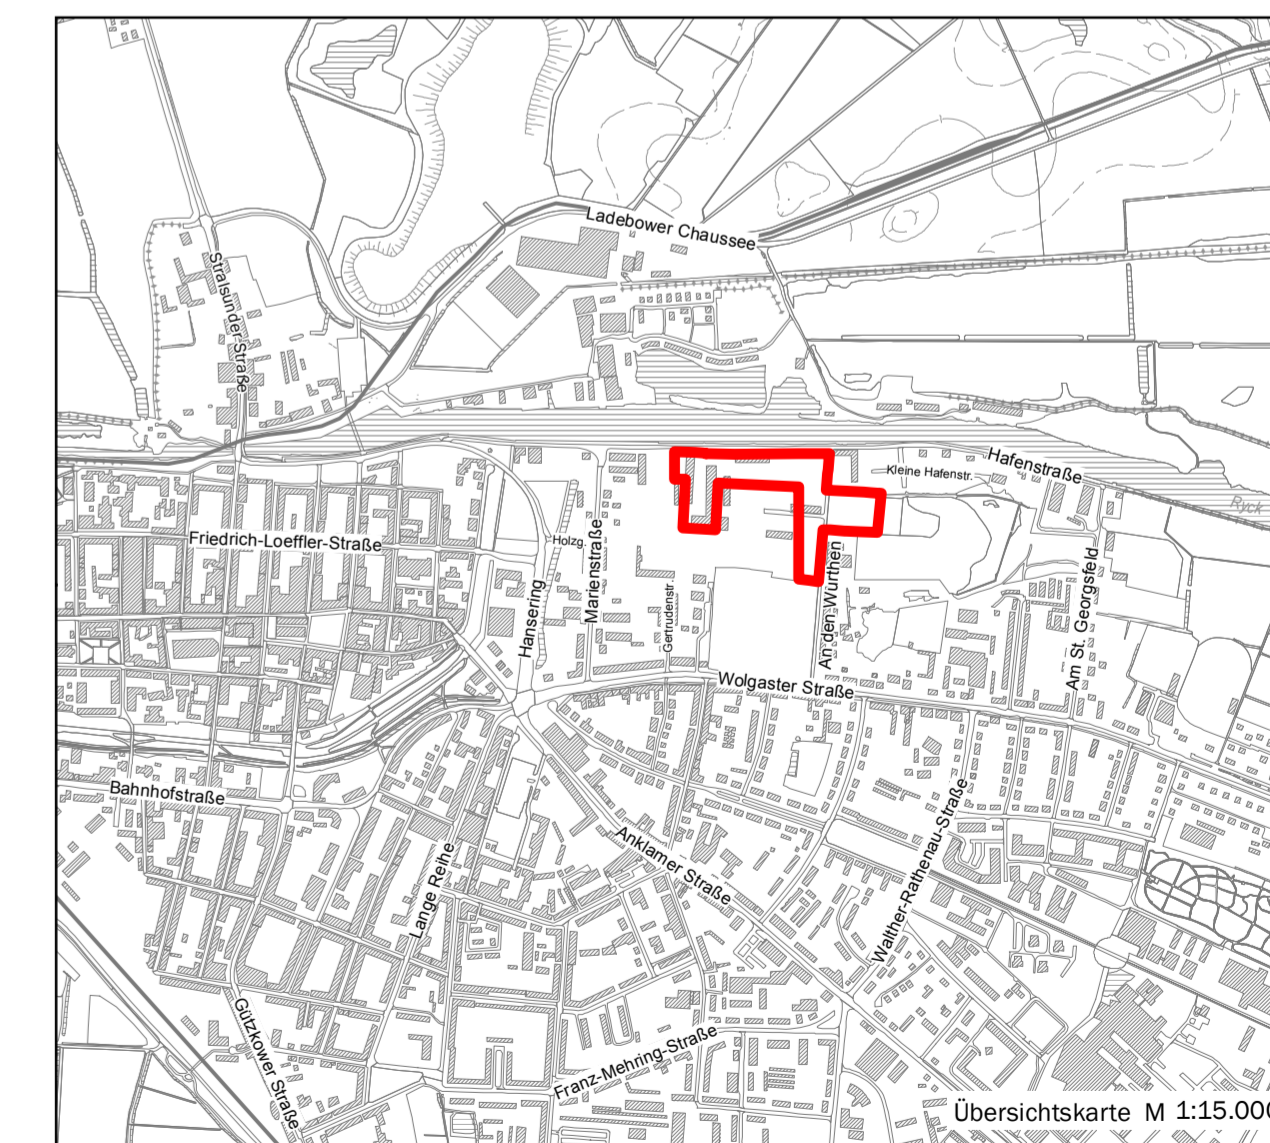 Ladebower Chaussee
Stralsunder-Straße
Hafenstraße
Kleine Hafenstr.
Ryck
Friedrich-Loeffler-Straße
Holzg.
Marienstraße
Hansering
Gertrudenstr.
An den Wurthen
Am St. Georgsfeld
Wolgaster Straße
Bahnhofstraße
Anklamer Straße
Lange Reihe
Walther-Rathenau-Straße
Gützkower Straße
Franz-Mehring-Straße
Übersichtskarte M 1:15.000